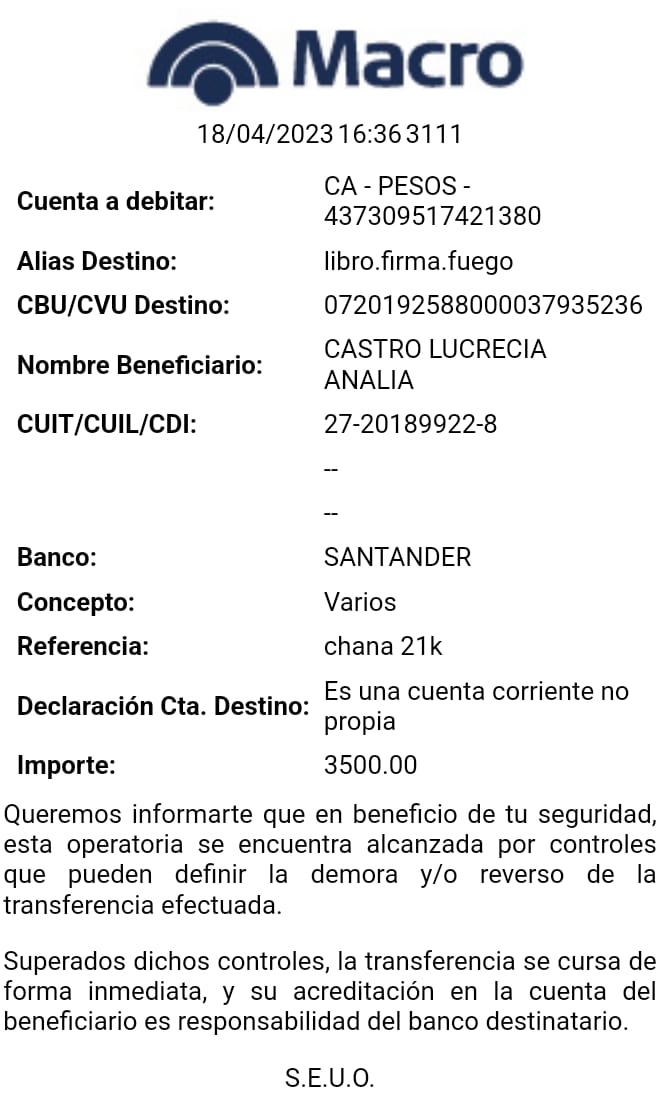 Macro
18/04/2023 16:36 3111
Cuenta a debitar: CA - PESOS -
437309517421380
Alias Destino: libro.firma.fuego
CBU/CVU Destino: 0720192588000037935236
Nombre Beneficiario: CASTRO LUCRECIA
ANALIA
CUIT/CUIL/CDI: 27-20189922-8
--
--
Banco: SANTANDER
Concepto: Varios
Referencia: chana 21k
Declaración Cta. Destino: Es una cuenta corriente no
propia
Importe: 3500.00
Queremos informarte que en beneficio de tu seguridad,
esta operatoria se encuentra alcanzada por controles
que pueden definir la demora y/o reverso de la
transferencia efectuada.
Superados dichos controles, la transferencia se cursa de
forma inmediata, y su acreditación en la cuenta del
beneficiario es responsabilidad del banco destinatario.
S.E.U.O.